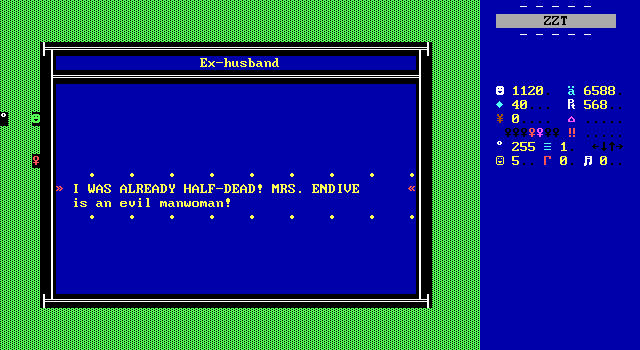 ZZT
Ex-husband
1120 6588
40 568
0
255 1
5 0 0
I WAS ALREADY HALF-DEAD! MRS. ENDIVE
is an evil manwoman!